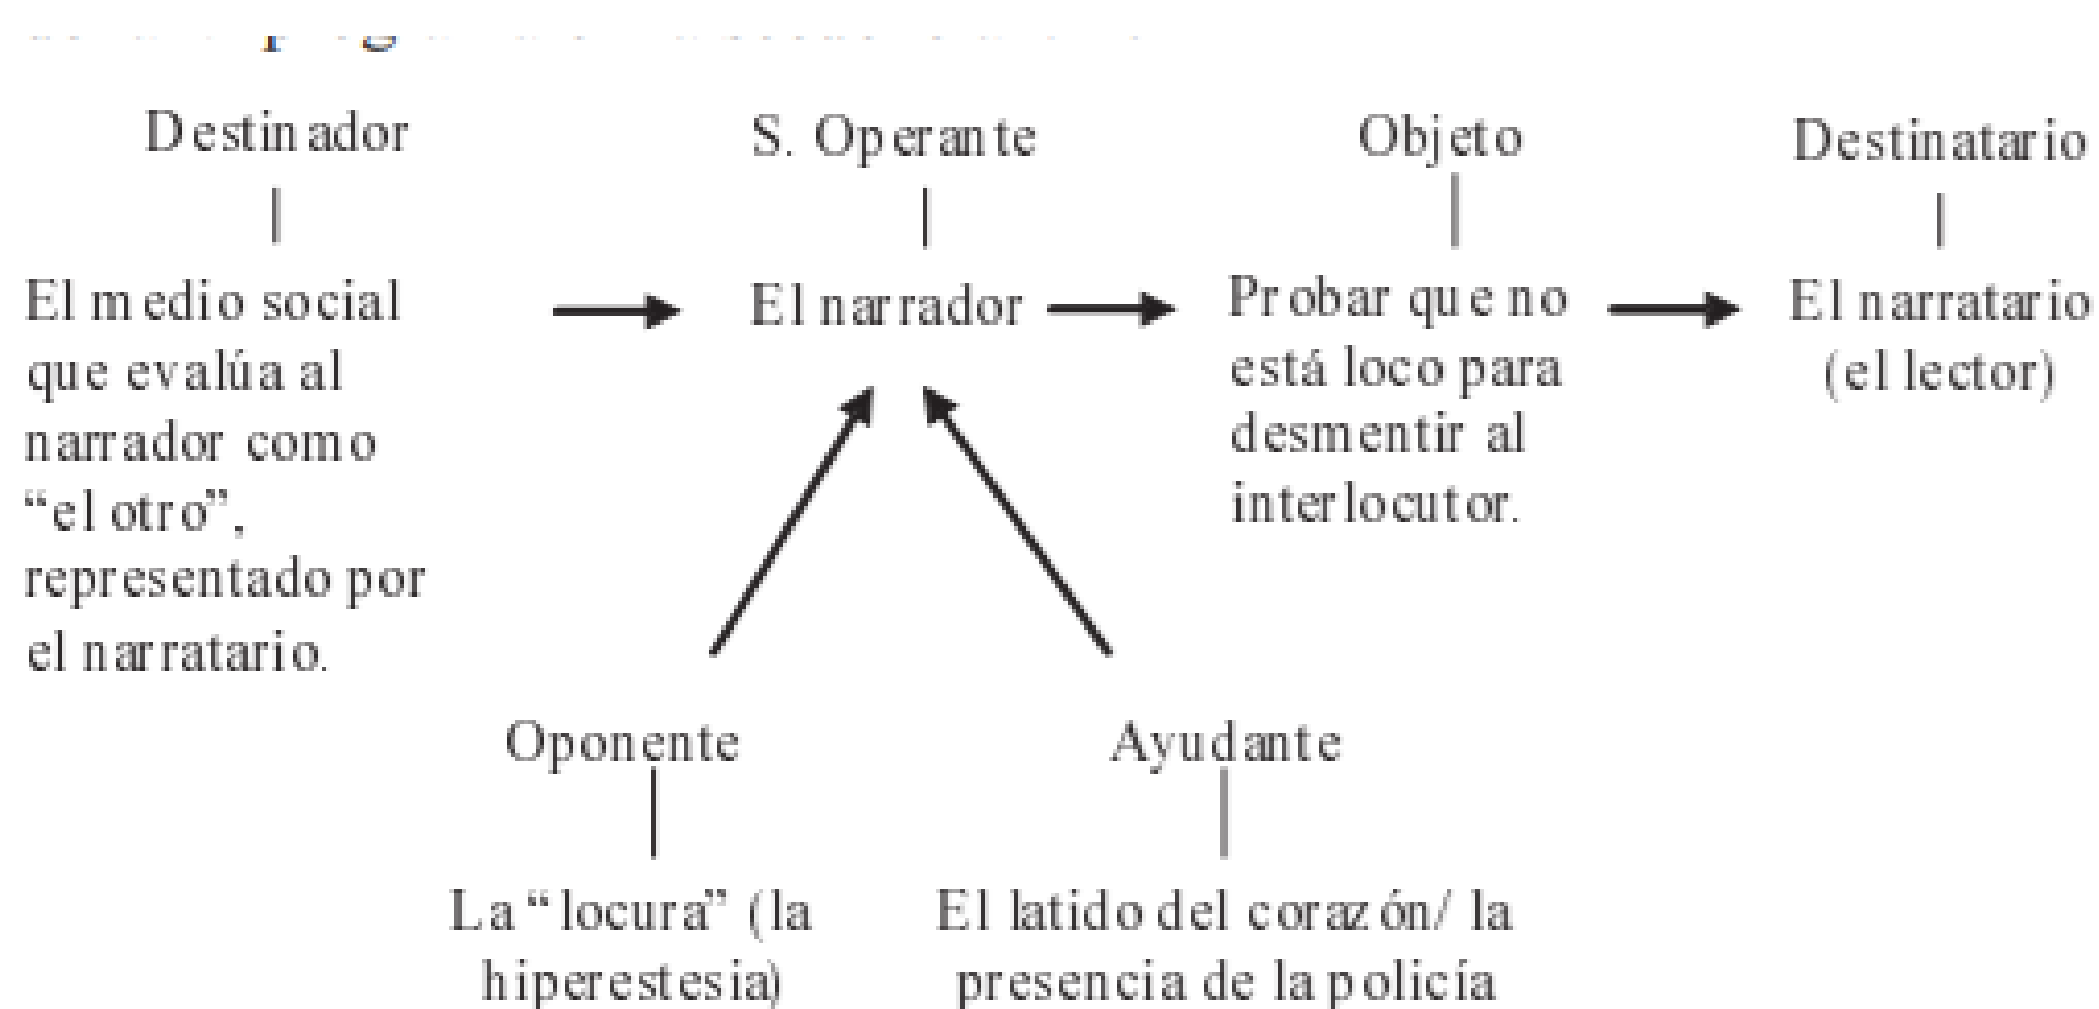 Destinador
S. Operante
Objeto
Destinatario
El medio social
que evalúa al
narrador como
“el otro”,
representado por
el narratario.
El narrador
Probar que no
está loco para
desmentir al
interlocutor.
El narratario
(el lector)
Oponente
Ayudante
La “locura” (la
hiperestesia)
El latido del corazón/ la
presencia de la policía